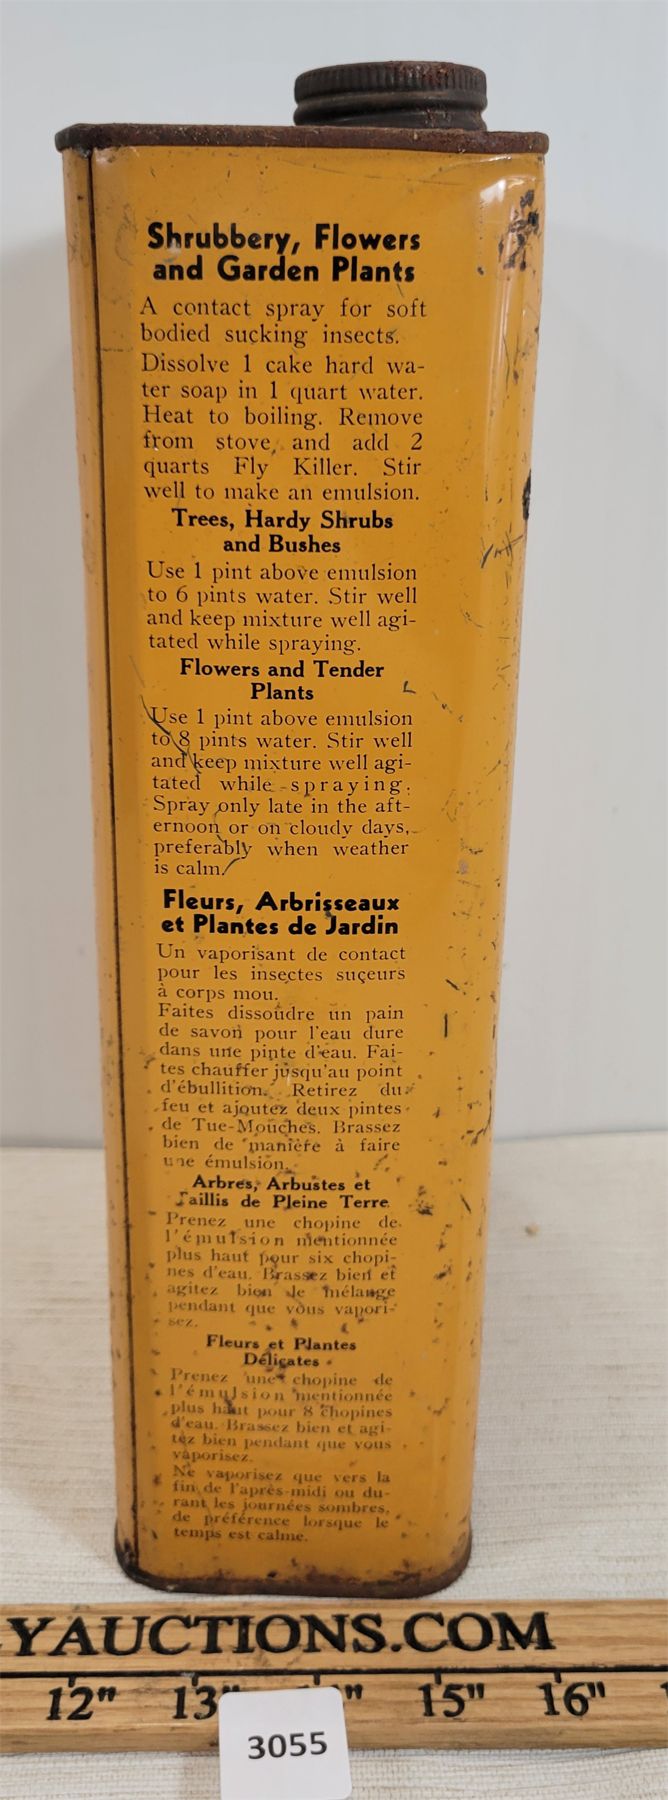 Shrubbery, Flowers
and Garden Plants
A contact spray for soft
bodied sucking insects.
Dissolve 1 cake hard wa-
ter soap in 1 quart water.
Heat to boiling. Remove
from stove and add 2
quarts Fly Killer. Stir
well to make an emulsion.
Trees, Hardy Shrubs
and Bushes
Use 1 pint above emulsion
to 6 pints water. Stir well
and keep mixture well agi-
tated while spraying.
Flowers and Tender
Plants
Use 1 pint above emulsion
to 8 pints water. Stir well
and keep mixture well agi-
tated while spraying.
Spray only late in the aft-
ernoon or on cloudy days,
preferably when weather
is calm.
Fleurs, Arbrisseaux
et Plantes de Jardin
Un vaporisant de contact
pour les insectes suçeurs
à corps mou.
Faites dissoudre un pain
de savon pour l'eau dure
dans une pinte d'eau. Fai-
tes chauffer jusqu'au point
d'ébullition. Retirez du
feu et ajoutez deux pintes
de Tue-Mouches. Brassez
bien de manière à faire
une émulsion.
Arbres, Arbustes et
Taillis de Pleine Terre
Prenez une chopine de
l'émulsion mentionnée
plus haut pour six chopi-
nes d'eau. Brassez bien et
agitez bien le mélange
pendant que vous vapori-
sez.
Fleurs et Plantes
Délicates
Prenez une chopine de
l'émulsion mentionnée
plus haut pour 8 chopines
d'eau. Brassez bien et agi-
tez bien pendant que vous
vaporisez.
Ne vaporisez que vers la
fin de l'après-midi ou du-
rant les journées sombres,
de préférence lorsque le
temps est calme.
YAUCTIONS.COM
12" 13" 15" 16"
3055